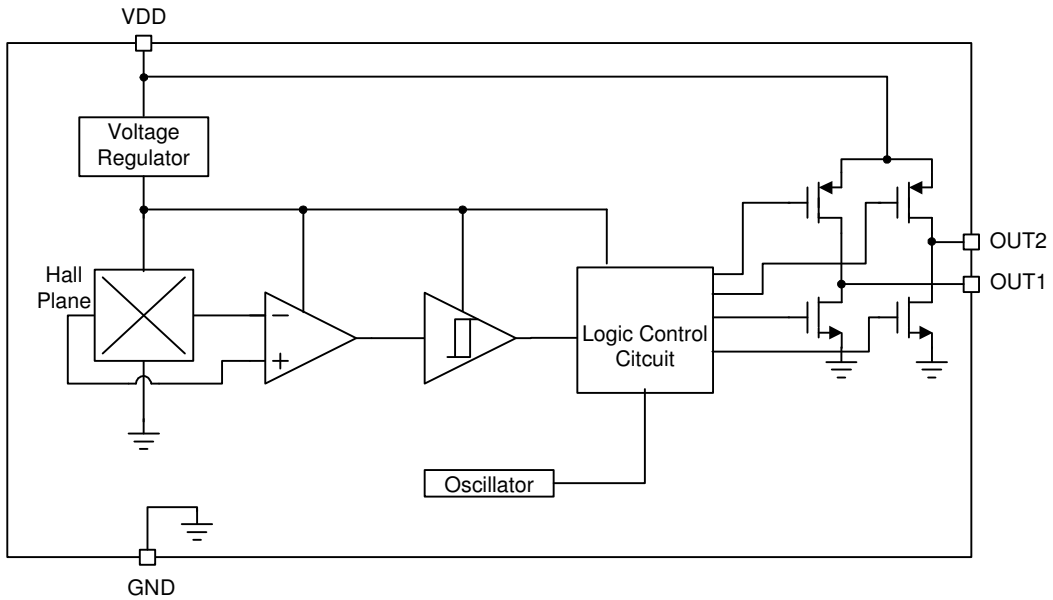 VDD
Voltage
Regulator
Hall
Plane
−
+
Logic Control
Citcuit
OUT2
OUT1
Oscillator
GND